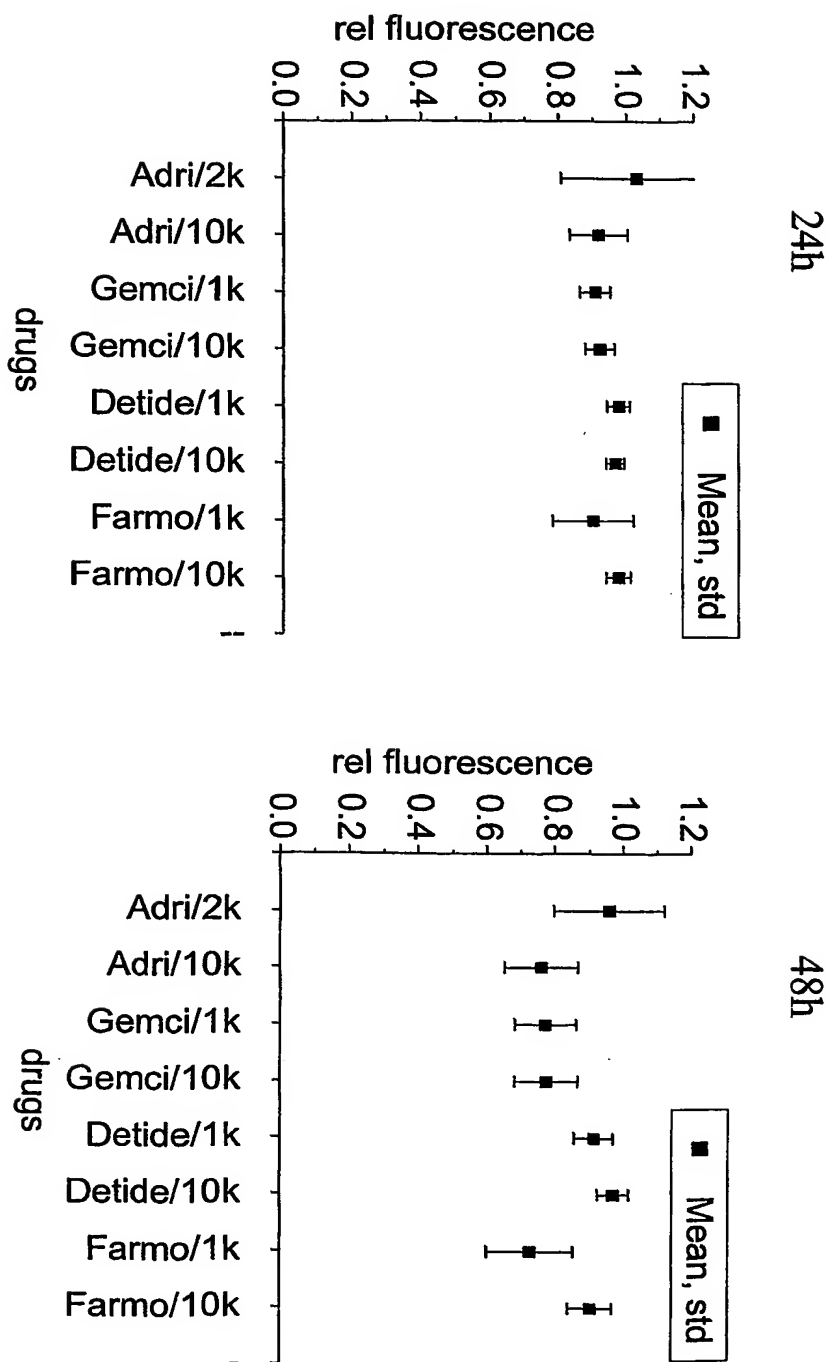 24h
Mean, std
rel fluorescence
1.2
1.0
0.8
0.6
0.4
0.2
0.0
Adri/2k
Adri/10k
Gemci/1k
Gemci/10k
Detide/1k
Detide/10k
Farmo/1k
Farmo/10k
drugs
48h
Mean, std
rel fluorescence
1.2
1.0
0.8
0.6
0.4
0.2
0.0
Adri/2k
Adri/10k
Gemci/1k
Gemci/10k
Detide/1k
Detide/10k
Farmo/1k
Farmo/10k
drugs